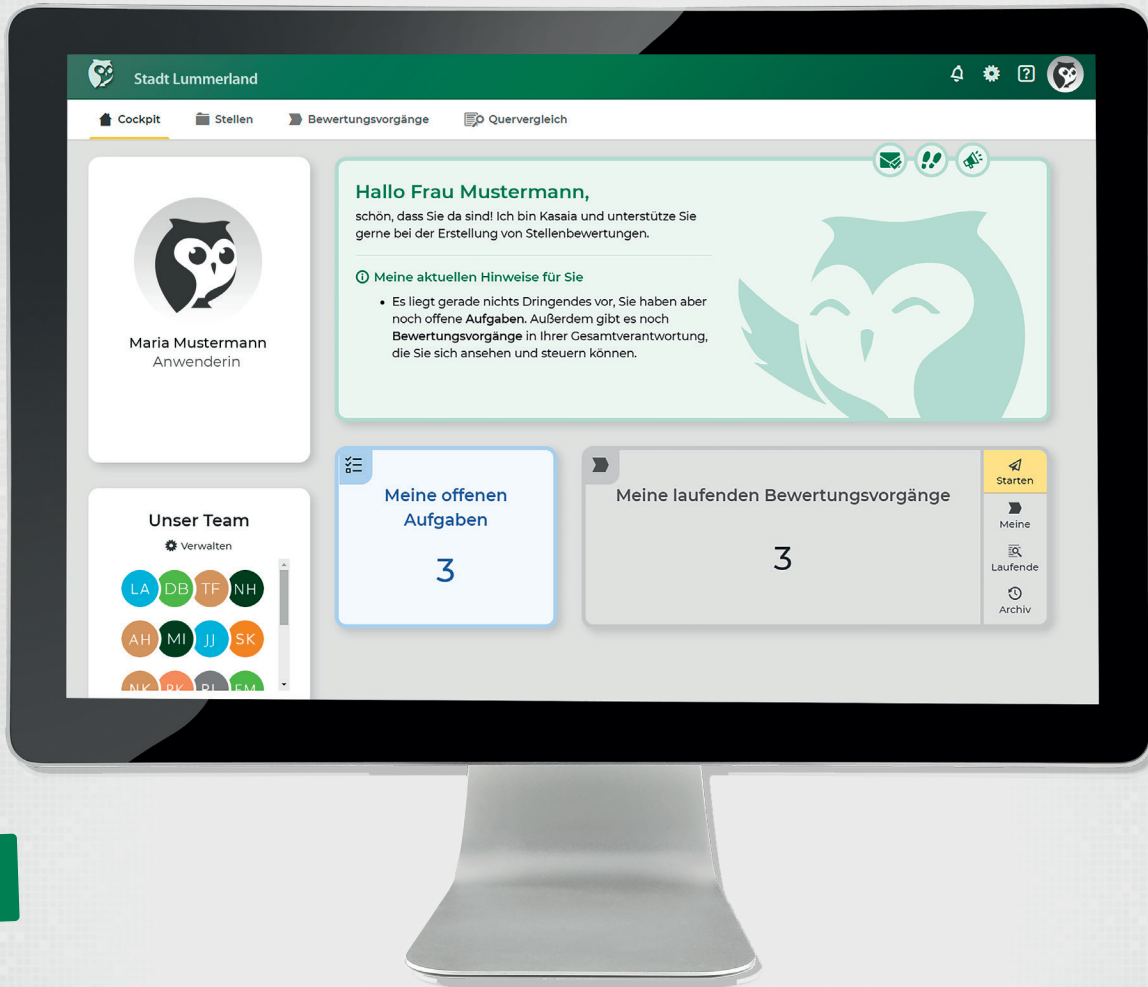 Stadt Lummerland
Cockpit
Stellen
Bewertungsvorgänge
Quervergleich
Maria Mustermann
Anwenderin
Hallo Frau Mustermann,
schön, dass Sie da sind! Ich bin Kasaia und unterstütze Sie
gerne bei der Erstellung von Stellenbewertungen.
Meine aktuellen Hinweise für Sie
• Es liegt gerade nichts Dringendes vor, Sie haben aber
noch offene Aufgaben. Außerdem gibt es noch
Bewertungsvorgänge in Ihrer Gesamtverantwortung,
die Sie sich ansehen und steuern können.
Unser Team
Verwalten
LA DB TF NH
AH MI JJ SK
Meine offenen
Aufgaben
3
Meine laufenden Bewertungsvorgänge
3
Starten
Meine
Laufende
Archiv